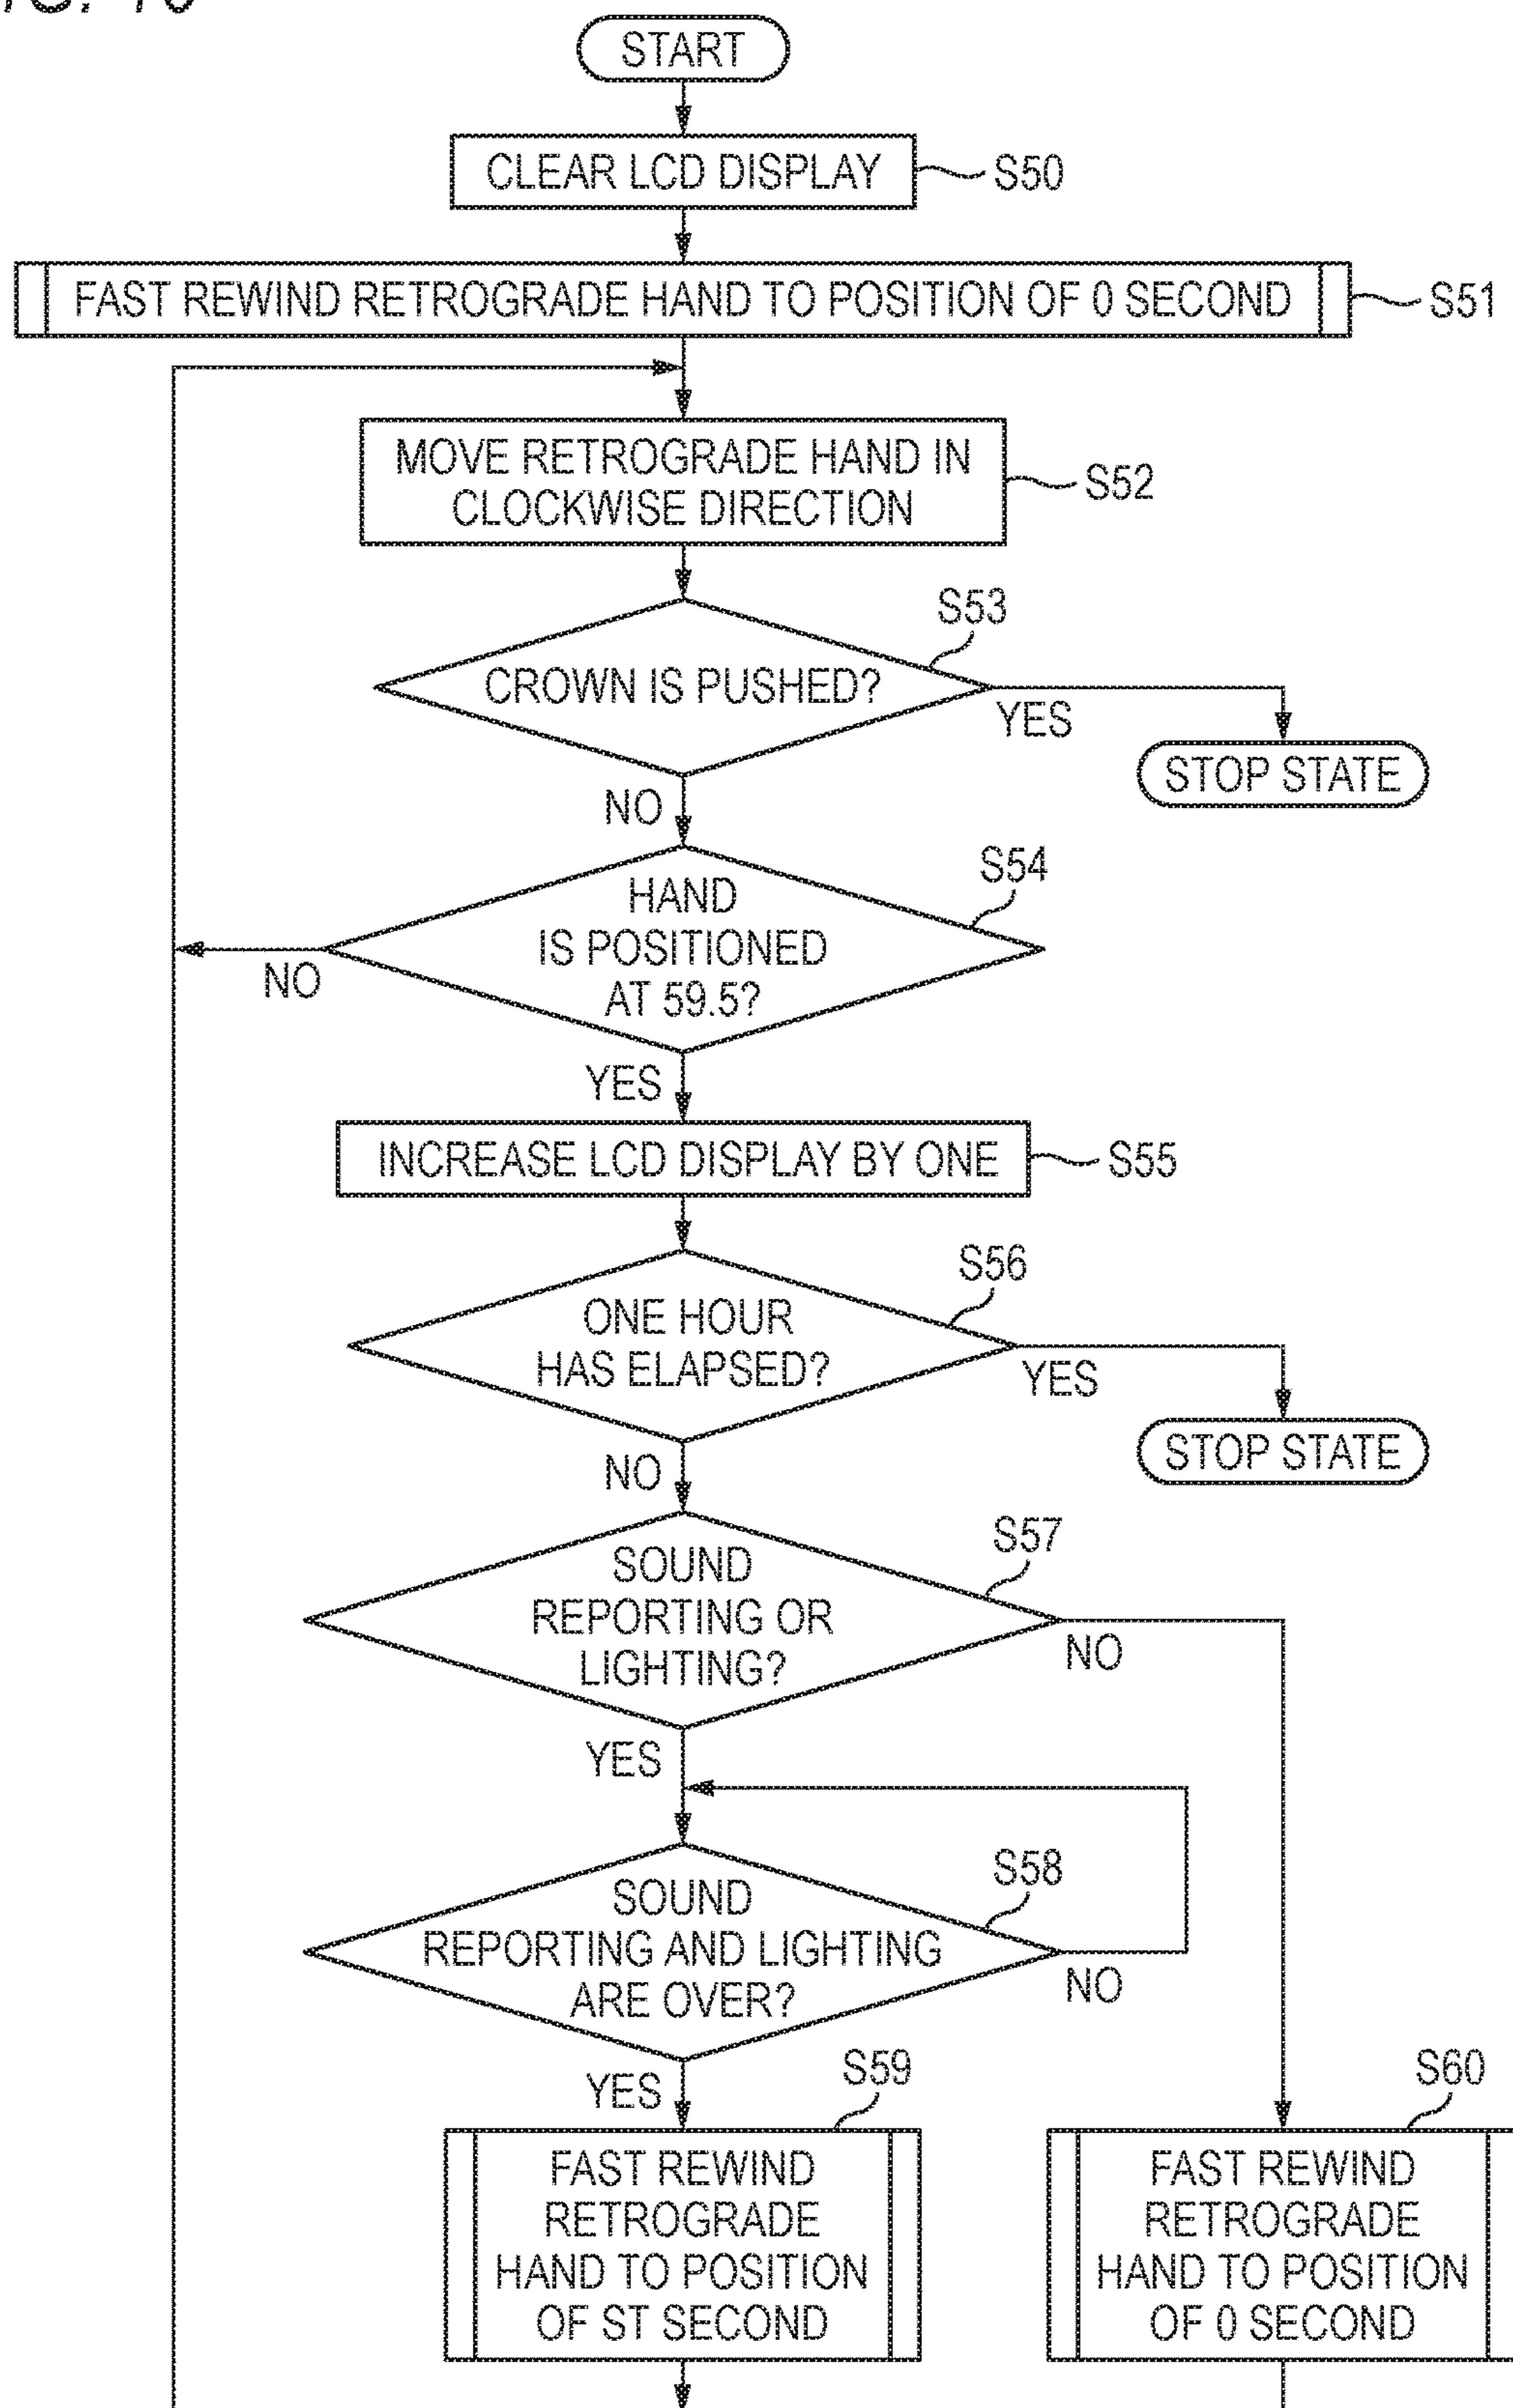 START
CLEAR LCD DISPLAY
S50
FAST REWIND RETROGRADE HAND TO POSITION OF 0 SECOND
S51
MOVE RETROGRADE HAND IN
CLOCKWISE DIRECTION
S52
S53
CROWN IS PUSHED?
YES
STOP STATE
NO
S54
HAND
IS POSITIONED
AT 59.5?
NO
YES
INCREASE LCD DISPLAY BY ONE
S55
S56
ONE HOUR
HAS ELAPSED?
YES
STOP STATE
NO
S57
SOUND
REPORTING OR
LIGHTING?
NO
YES
S58
SOUND
REPORTING AND LIGHTING
ARE OVER?
NO
YES
S59
FAST REWIND
RETROGRADE
HAND TO POSITION
OF ST SECOND
S60
FAST REWIND
RETROGRADE
HAND TO POSITION
OF 0 SECOND